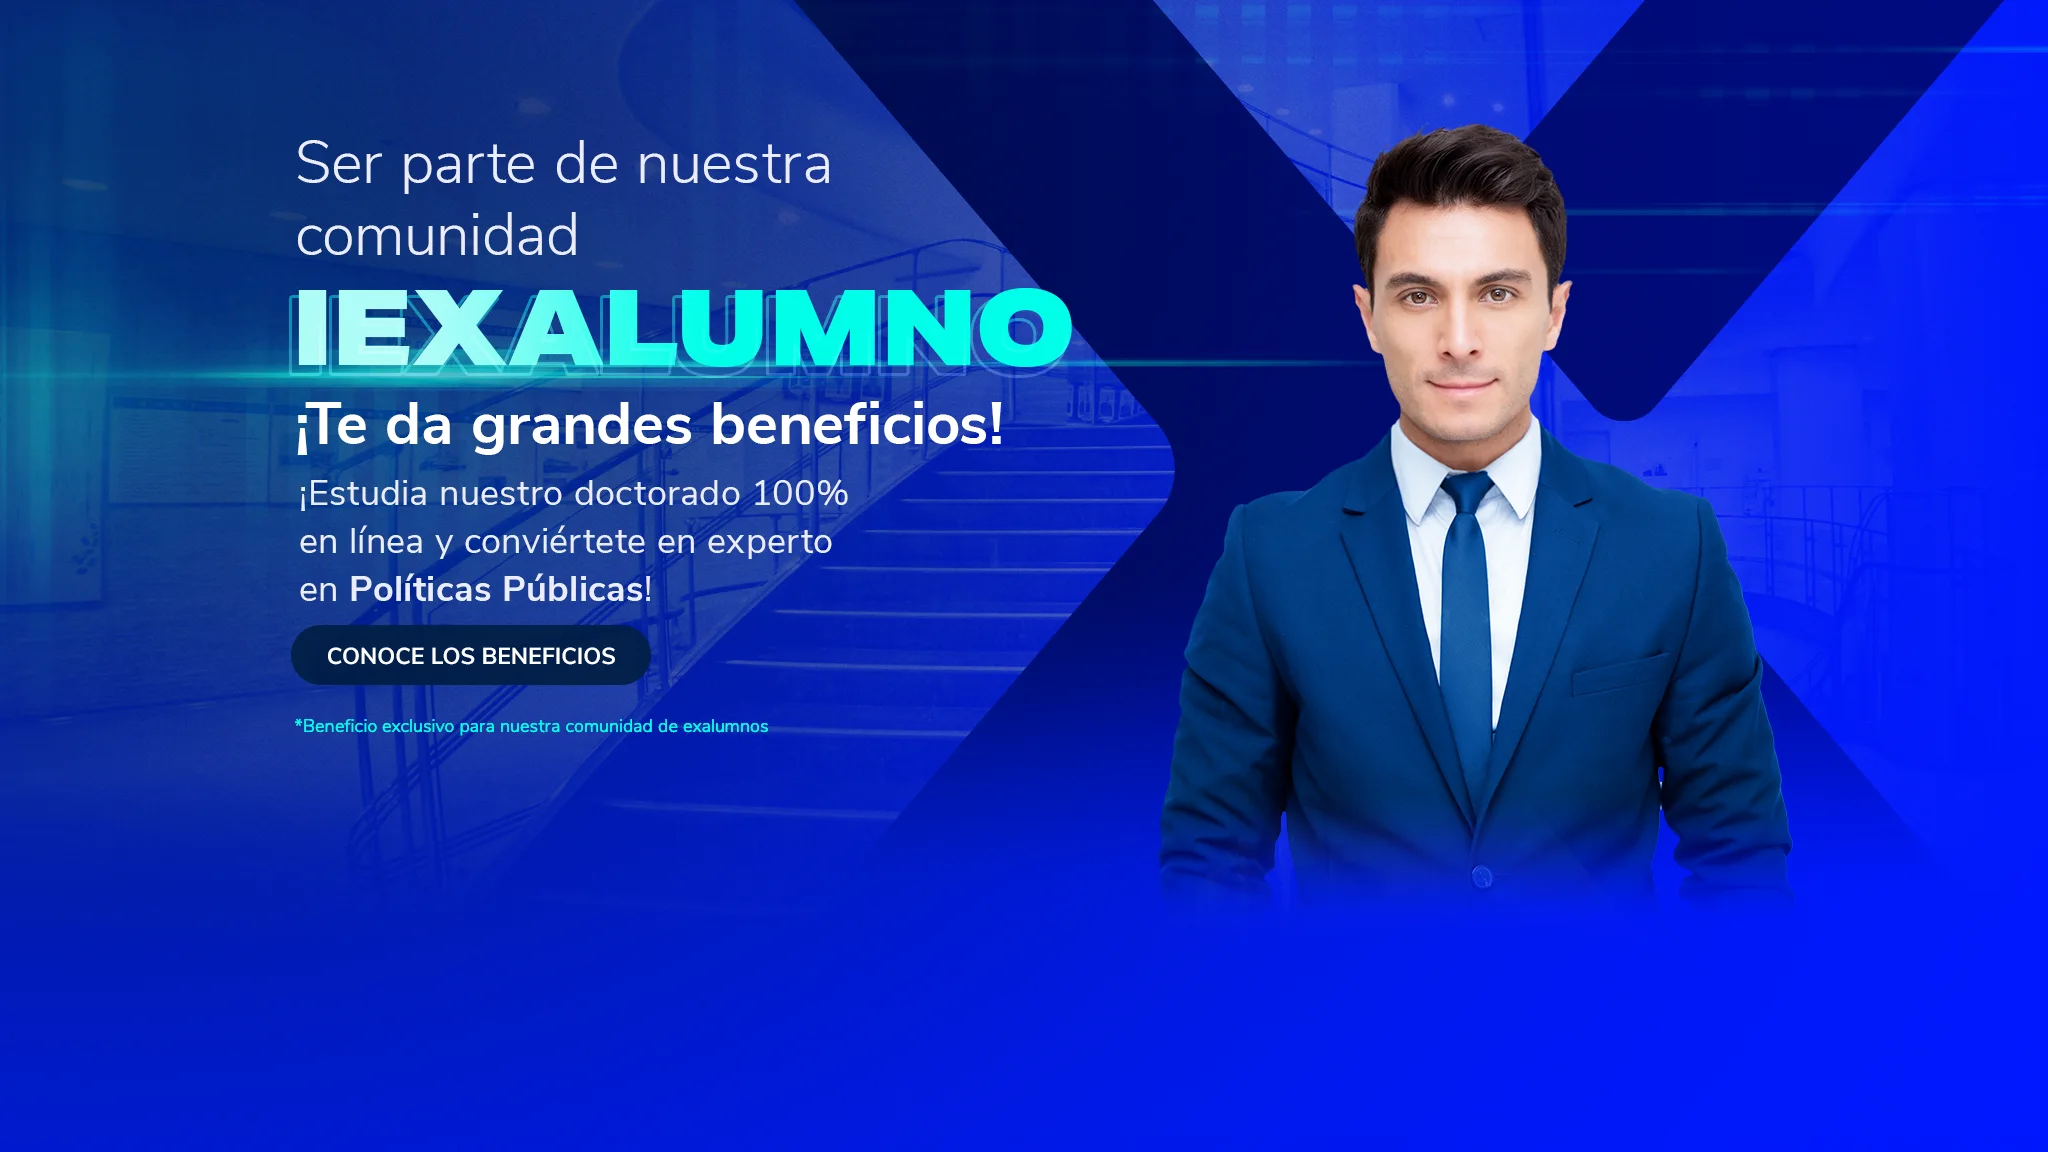 Ser parte de nuestra
comunidad
IEXALUMNO
¡Te da grandes beneficios!
¡Estudia nuestro doctorado 100%
en línea y conviértete en experto
en Políticas Públicas!
CONOCE LOS BENEFICIOS
*Beneficio exclusivo para nuestra comunidad de exalumnos